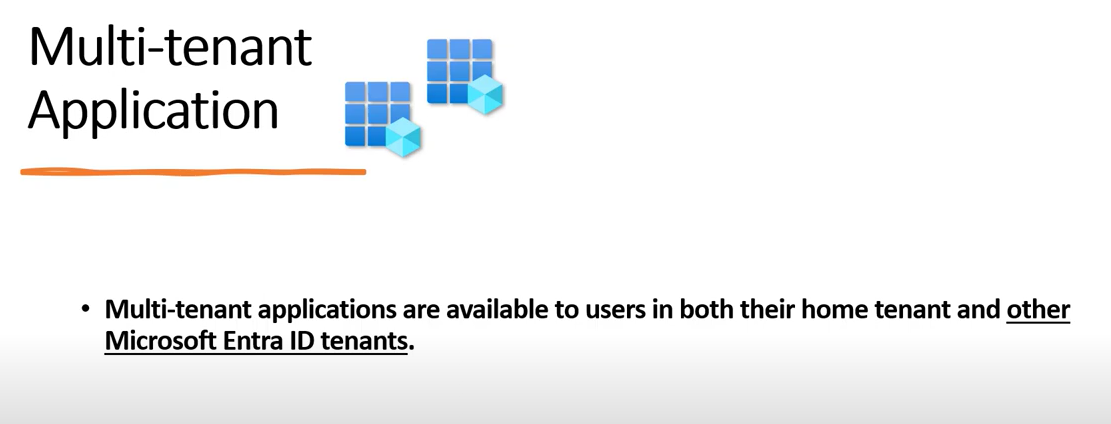 Multi-tenant
Application
• Multi-tenant applications are available to users in both their home tenant and other
Microsoft Entra ID tenants.